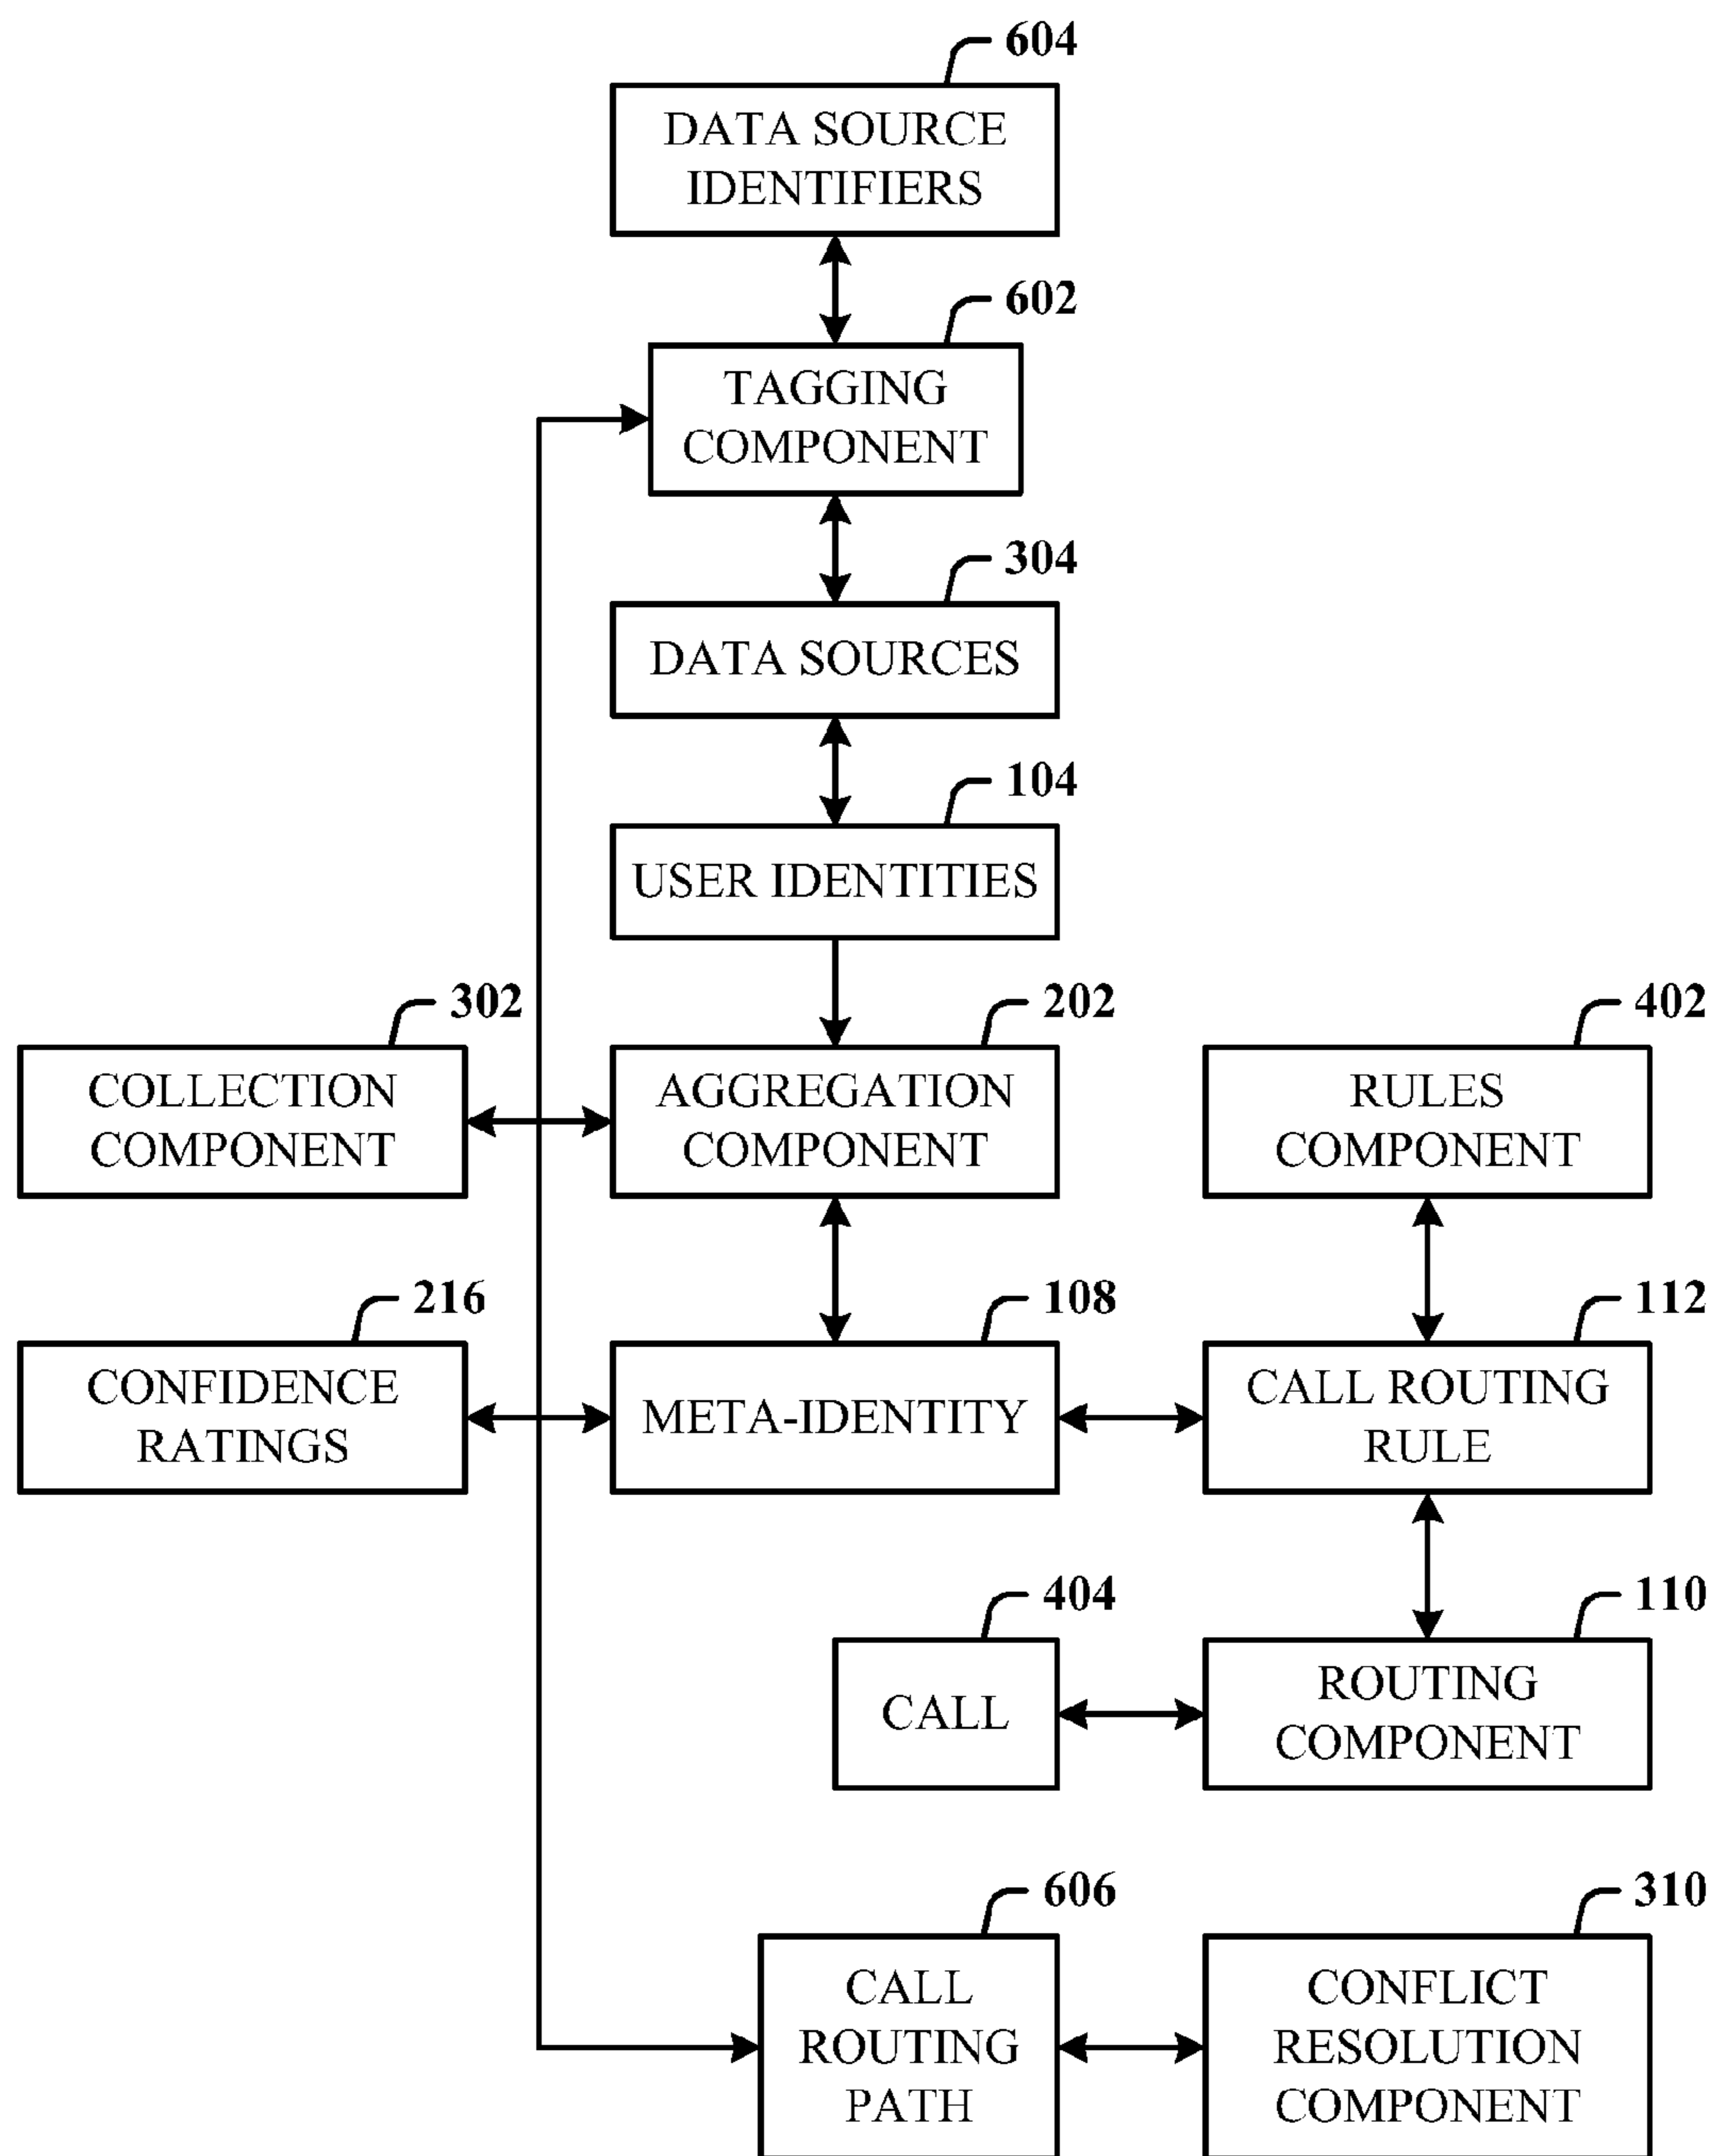 604
DATA SOURCE
IDENTIFIERS
602
TAGGING
COMPONENT
304
DATA SOURCES
104
USER IDENTITIES
302
COLLECTION
COMPONENT
202
AGGREGATION
COMPONENT
402
RULES
COMPONENT
216
CONFIDENCE
RATINGS
108
META-IDENTITY
112
CALL ROUTING
RULE
404
CALL
110
ROUTING
COMPONENT
606
CALL
ROUTING
PATH
310
CONFLICT
RESOLUTION
COMPONENT